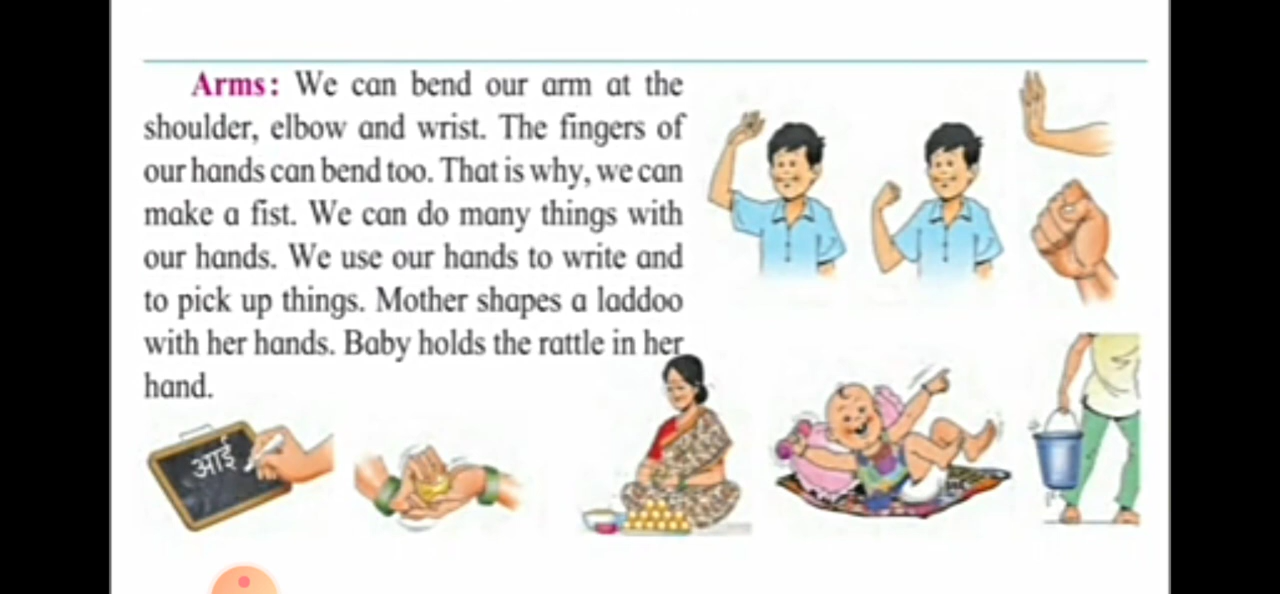 Arms: We can bend our arm at the
shoulder, elbow and wrist. The fingers of
our hands can bend too. That is why, we can
make a fist. We can do many things with
our hands. We use our hands to write and
to pick up things. Mother shapes a laddoo
with her hands. Baby holds the rattle in her
hand.
आई